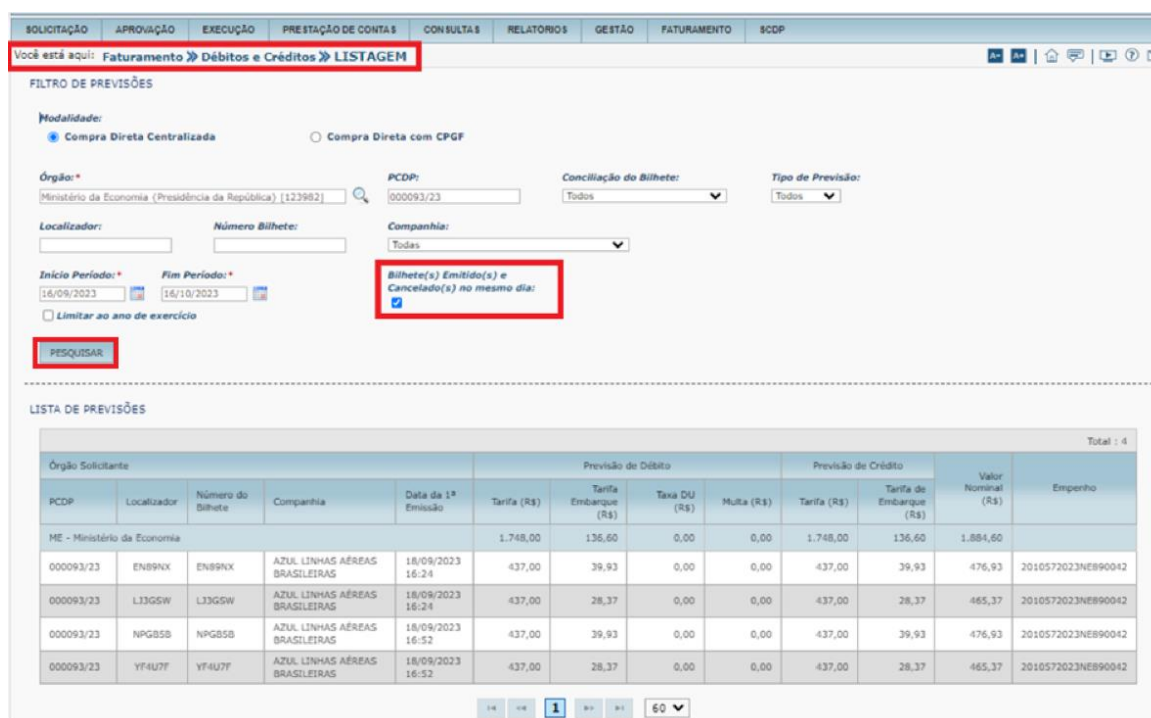 SOLICITAÇÃO APROVAÇÃO EXECUÇÃO PRESTAÇÃO DE CONTAS CONSULTAS RELATÓRIOS GESTÃO FATURAMENTO SCDP
Você está aqui: Faturamento » Débitos e Créditos » LISTAGEM A- A+
FILTRO DE PREVISÕES
Modalidade:
Compra Direta Centralizada Compra Direta com CPGF
Órgão:* PCDP: Conciliação do Bilhete: Tipo de Previsão:
Ministério da Economia (Presidência da República) [123982] 000093/23 Todos Todos
Localizador: Número Bilhete: Companhia:
Todas
Início Período:* Fim Período:* Bilhete(s) Emitido(s) e
Cancelado(s) no mesmo dia:
16/09/2023 16/10/2023
Limitar ao ano de exercício
PESQUISAR
LISTA DE PREVISÕES
Total : 4
Órgão Solicitante Previsão de Débito Previsão de Crédito Valor Nominal (R$) Empenho
PCDP Localizador Número do Bilhete Companhia Data da 1ª Emissão Tarifa (R$) Tarifa Embarque (R$) Taxa DU (R$) Multa (R$) Tarifa (R$) Tarifa de Embarque (R$)
ME - Ministério da Economia 1.748,00 136,60 0,00 0,00 1.748,00 136,60 1.884,60
000093/23 EN89NX EN89NX AZUL LINHAS AÉREAS BRASILEIRAS 18/09/2023 16:24 437,00 39,93 0,00 0,00 437,00 39,93 476,93 2010572023NE890042
000093/23 LJ3GSW LJ3GSW AZUL LINHAS AÉREAS BRASILEIRAS 18/09/2023 16:24 437,00 28,37 0,00 0,00 437,00 28,37 465,37 2010572023NE890042
000093/23 NPGBSB NPGBSB AZUL LINHAS AÉREAS BRASILEIRAS 18/09/2023 16:52 437,00 39,93 0,00 0,00 437,00 39,93 476,93 2010572023NE890042
000093/23 YF4U7F YF4U7F AZUL LINHAS AÉREAS BRASILEIRAS 18/09/2023 16:52 437,00 28,37 0,00 0,00 437,00 28,37 465,37 2010572023NE890042
1 60